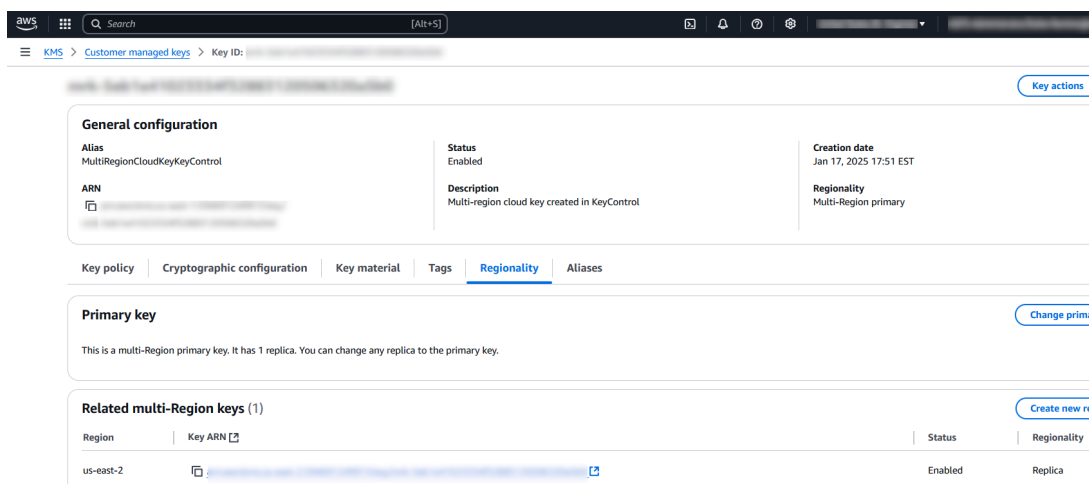 aws
Search [Alt+S]
KMS > Customer managed keys > Key ID:
Key actions
General configuration
Alias Status Creation date
MultiRegionCloudKeyKeyControl Enabled Jan 17, 2025 17:51 EST
ARN Description Regionality
Multi-region cloud key created in KeyControl Multi-Region primary
Key policy Cryptographic configuration Key material Tags Regionality Aliases
Primary key
Change prima
This is a multi-Region primary key. It has 1 replica. You can change any replica to the primary key.
Related multi-Region keys (1)
Create new re
Region Key ARN Status Regionality
us-east-2 Enabled Replica